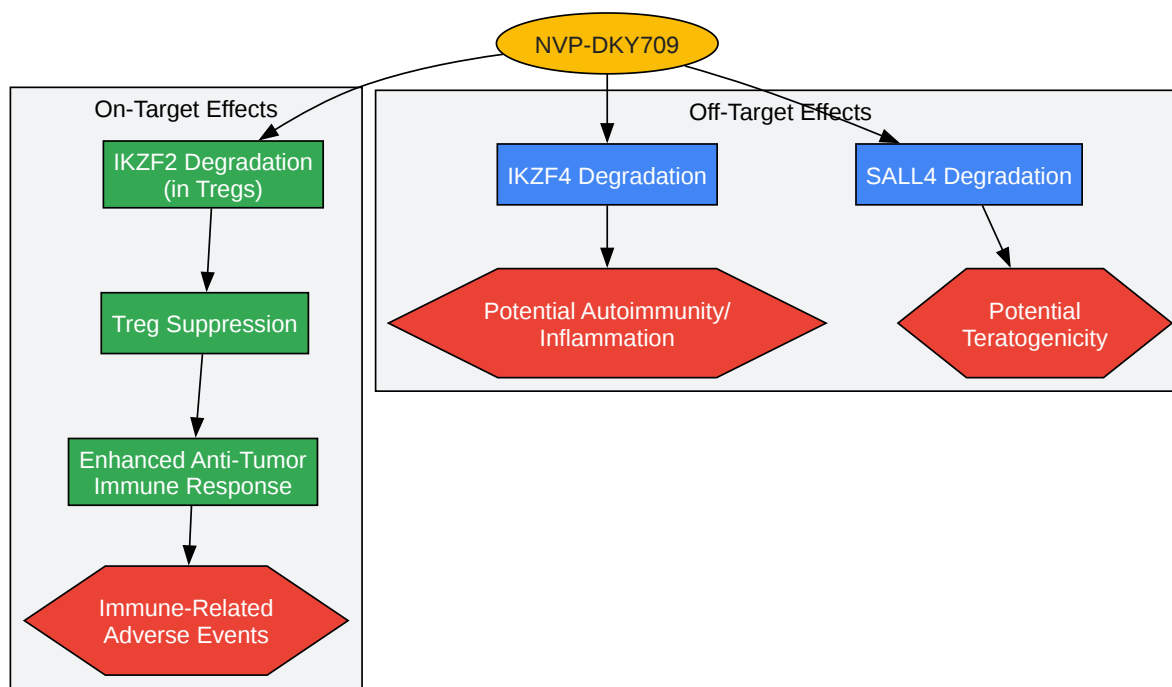 NVP-DKY709
On-Target Effects
IKZF2 Degradation
(in Tregs)
Treg Suppression
Enhanced Anti-Tumor
Immune Response
Immune-Related
Adverse Events
Off-Target Effects
IKZF4 Degradation
SALL4 Degradation
Potential Autoimmunity/
Inflammation
Potential
Teratogenicity